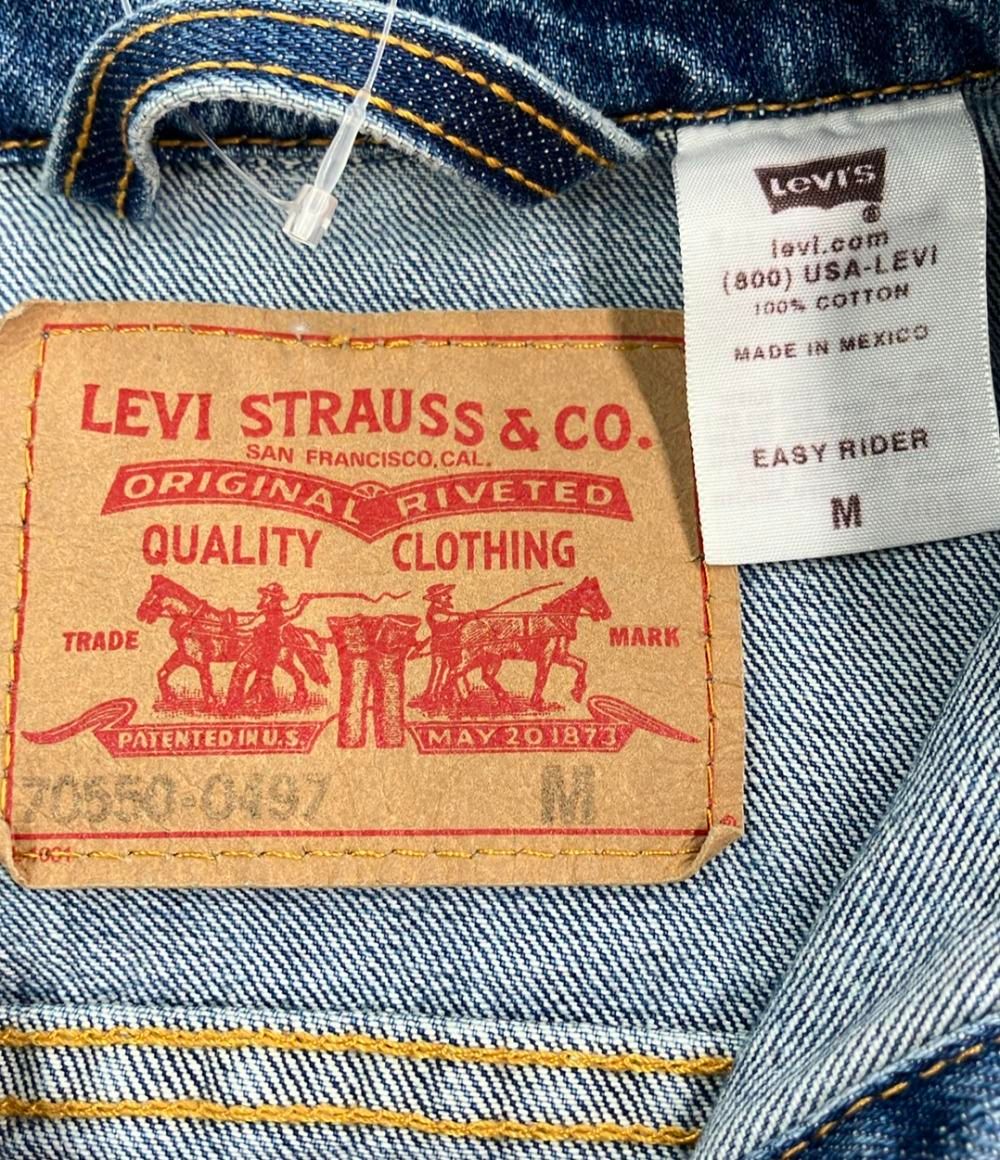 LEVI STRAUSS & CO.
SAN FRANCISCO, CAL.
ORIGINAL RIVETED
QUALITY CLOTHING
TRADE MARK
PATENTED IN U.S. MAY 20 1873
70550-0497 M
LEVI'S
®
levi.com
(800) USA-LEVI
100% COTTON
MADE IN MEXICO
EASY RIDER
M